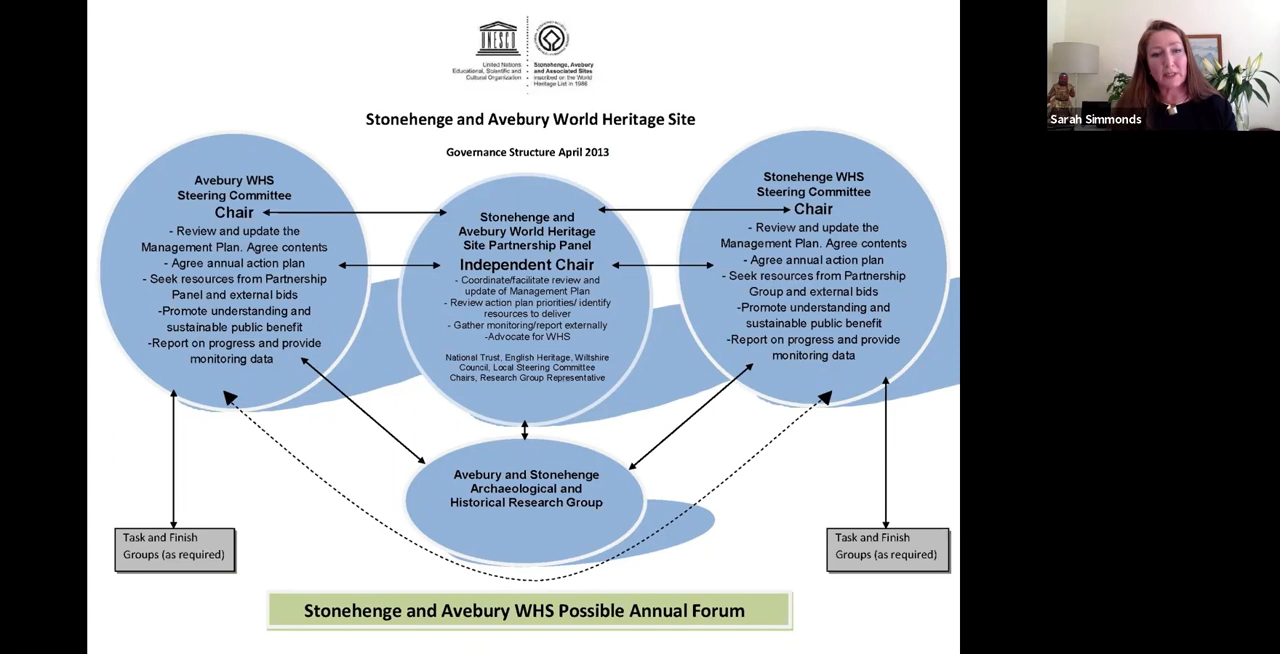 UNESCO
United Nations
Educational, Scientific and
Cultural Organization
Stonehenge, Avebury
and Associated Sites
inscribed on the World
Heritage List in 1986
Sarah Simmonds
Stonehenge and Avebury World Heritage Site
Governance Structure April 2013
Avebury WHS
Steering Committee
Chair
- Review and update the
Management Plan. Agree contents
- Agree annual action plan
- Seek resources from Partnership
Panel and external bids
-Promote understanding and
sustainable public benefit
-Report on progress and provide
monitoring data
Stonehenge and
Avebury World Heritage
Site Partnership Panel
Independent Chair
- Coordinate/facilitate review and
update of Management Plan
- Review action plan priorities/ identify
resources to deliver
- Gather monitoring/report externally
-Advocate for WHS
National Trust, English Heritage, Wiltshire
Council, Local Steering Committee
Chairs, Research Group Representative
Stonehenge WHS
Steering Committee
Chair
- Review and update the
Management Plan. Agree contents
- Agree annual action plan
- Seek resources from Partnership
Group and external bids
-Promote understanding and
sustainable public benefit
-Report on progress and provide
monitoring data
Avebury and Stonehenge
Archaeological and
Historical Research Group
Task and Finish
Groups (as required)
Task and Finish
Groups (as required)
Stonehenge and Avebury WHS Possible Annual Forum